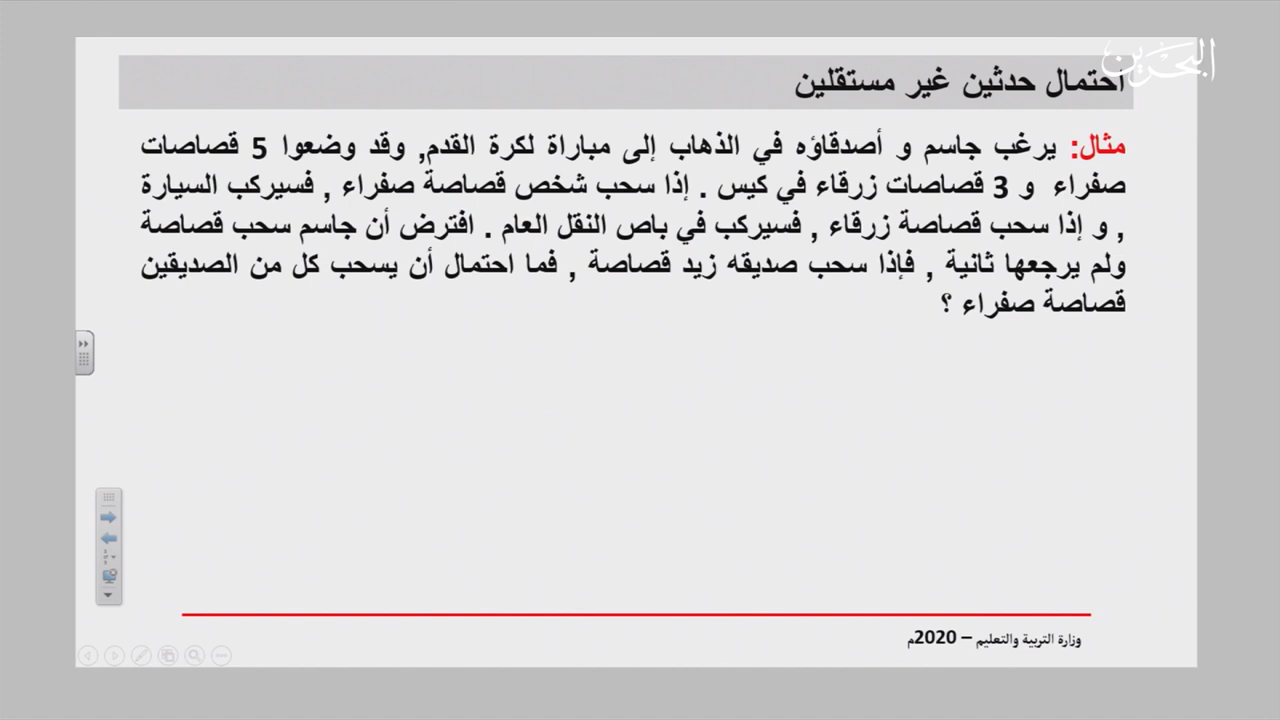 البحرين
احتمال حدثين غير مستقلين
مثال: يرغب جاسم و أصدقاؤه في الذهاب إلى مباراة لكرة القدم, وقد وضعوا 5 قصاصات
صفراء و 3 قصاصات زرقاء في كيس . إذا سحب شخص قصاصة صفراء , فسيركب السيارة
, و إذا سحب قصاصة زرقاء , فسيركب في باص النقل العام . افترض أن جاسم سحب قصاصة
ولم يرجعها ثانية , فإذا سحب صديقه زيد قصاصة , فما احتمال أن يسحب كل من الصديقين
قصاصة صفراء ؟
وزارة التربية والتعليم – 2020م